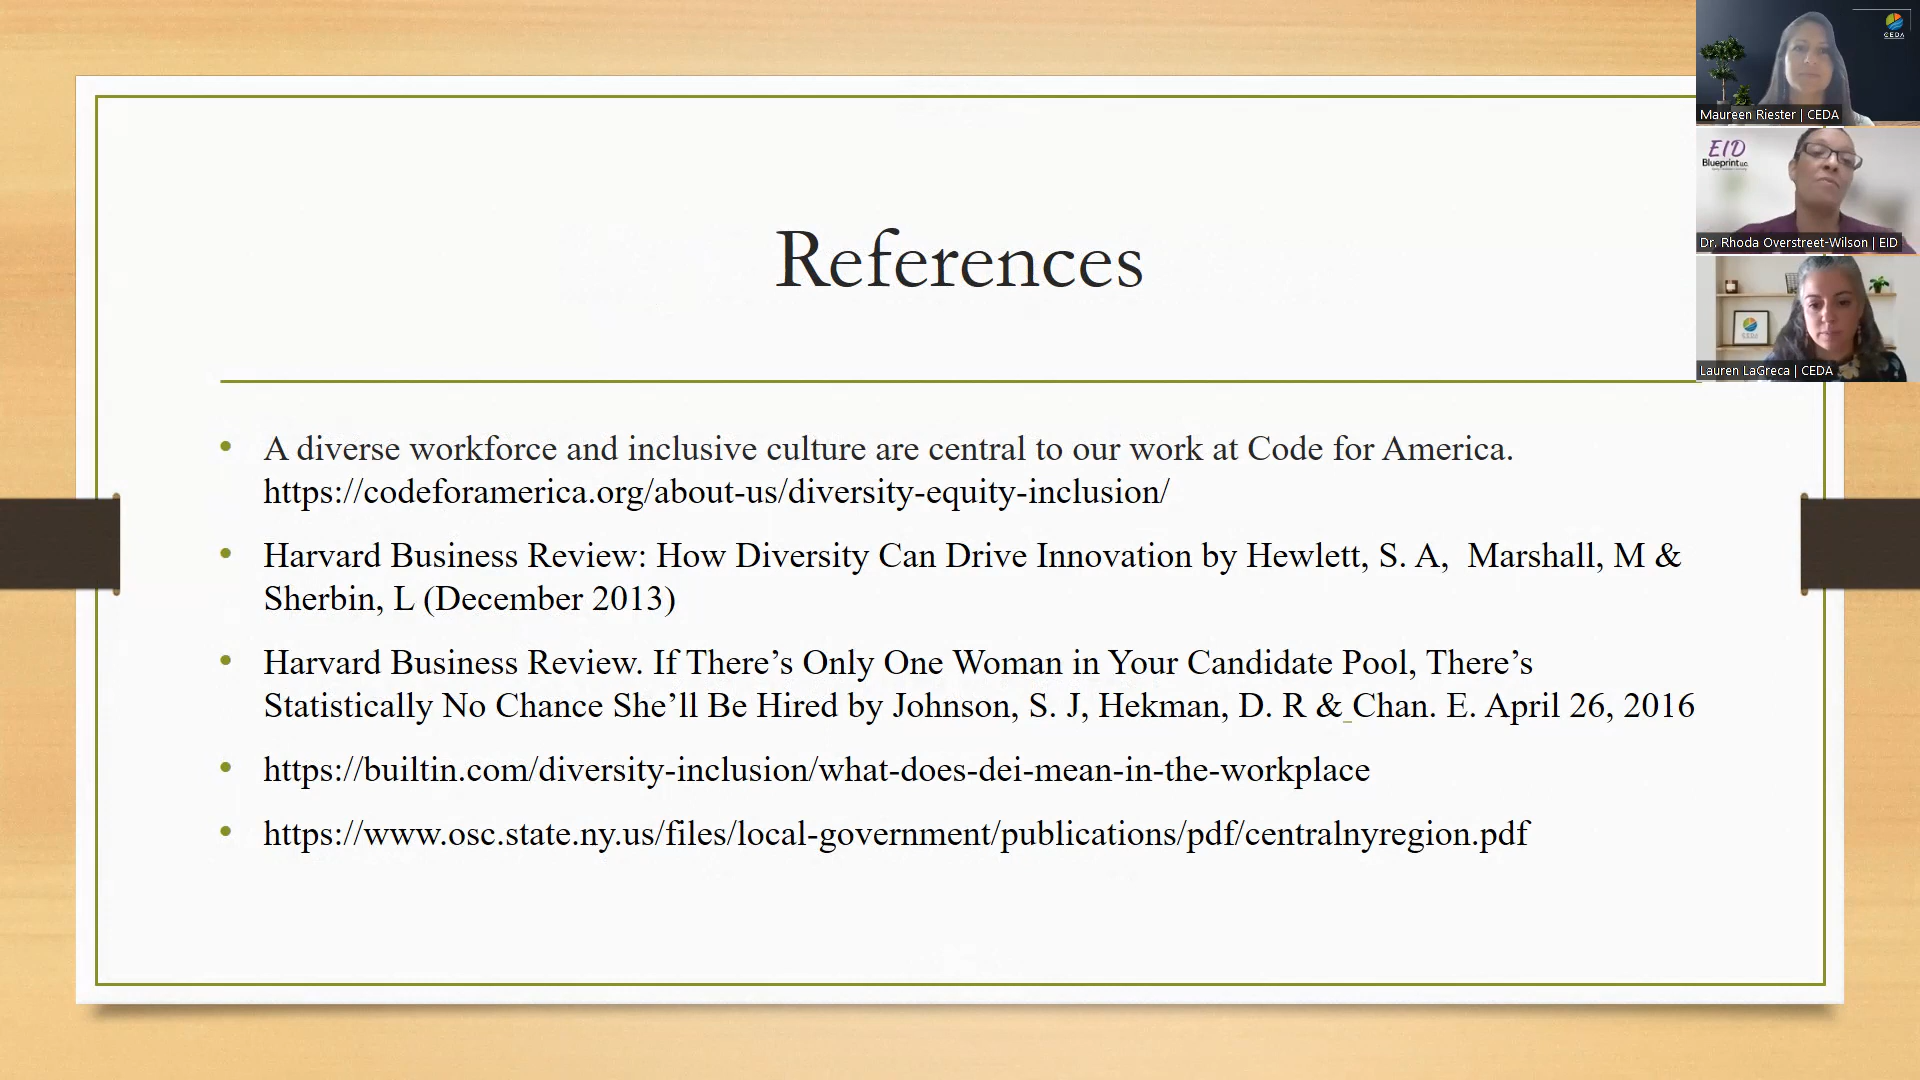 References
• A diverse workforce and inclusive culture are central to our work at Code for America.
https://codeforamerica.org/about-us/diversity-equity-inclusion/
• Harvard Business Review: How Diversity Can Drive Innovation by Hewlett, S. A,  Marshall, M &
Sherbin, L (December 2013)
• Harvard Business Review. If There’s Only One Woman in Your Candidate Pool, There’s
Statistically No Chance She’ll Be Hired by Johnson, S. J, Hekman, D. R & Chan. E. April 26, 2016
• https://builtin.com/diversity-inclusion/what-does-dei-mean-in-the-workplace
• https://www.osc.state.ny.us/files/local-government/publications/pdf/centralnyregion.pdf
CEDA
Maureen Riester | CEDA
EID
Blueprint LLC
Dr. Rhoda Overstreet-Wilson | EID
CEDA
Lauren LaGreca | CEDA